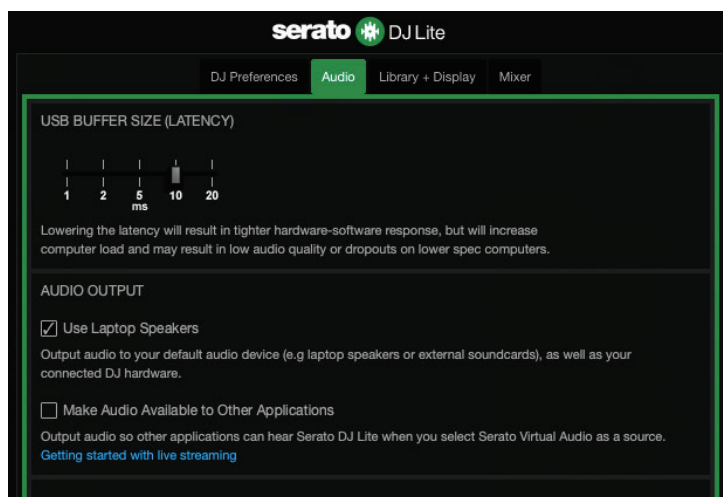 serato DJ Lite
DJ Preferences Audio Library + Display Mixer
USB BUFFER SIZE (LATENCY)
1 2 5 10 20
ms
Lowering the latency will result in tighter hardware-software response, but will increase
computer load and may result in low audio quality or dropouts on lower spec computers.
AUDIO OUTPUT
Use Laptop Speakers
Output audio to your default audio device (e.g laptop speakers or external soundcards), as well as your
connected DJ hardware.
Make Audio Available to Other Applications
Output audio so other applications can hear Serato DJ Lite when you select Serato Virtual Audio as a source.
Getting started with live streaming